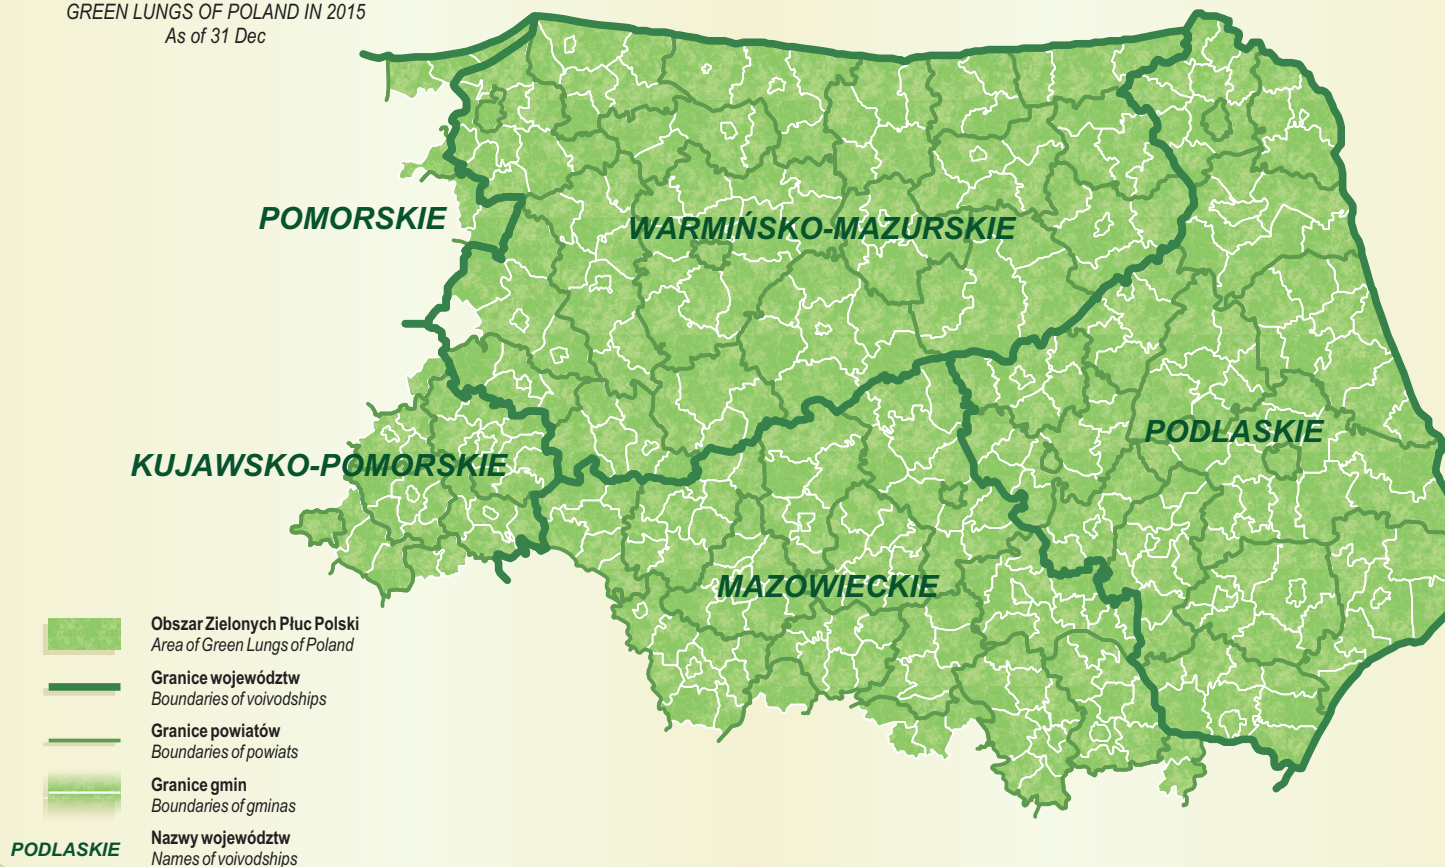 GREEN LUNGS OF POLAND IN 2015
As of 31 Dec
POMORSKIE
WARMIŃSKO-MAZURSKIE
PODLASKIE
KUJAWSKO-POMORSKIE
MAZOWIECKIE
Obszar Zielonych Płuc Polski
Area of Green Lungs of Poland
Granice województw
Boundaries of voivodships
Granice powiatów
Boundaries of powiats
Granice gmin
Boundaries of gminas
PODLASKIE
Nazwy województw
Names of voivodships